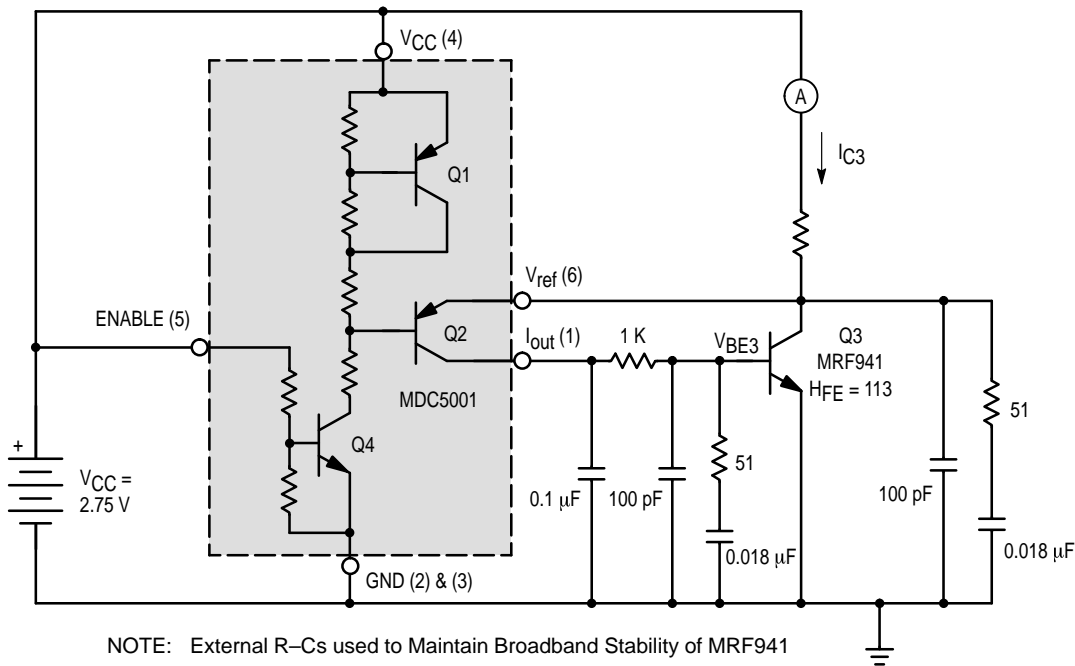 VCC (4)
A
IC3
Q1
Vref (6)
ENABLE (5)
Q2
Iout (1)
1 K
VBE3
Q3
MRF941
HFE = 113
MDC5001
51
Q4
51
+
VCC =
2.75 V
0.1 µF
100 pF
100 pF
0.018 µF
0.018 µF
GND (2) & (3)
NOTE: External R–Cs used to Maintain Broadband Stability of MRF941